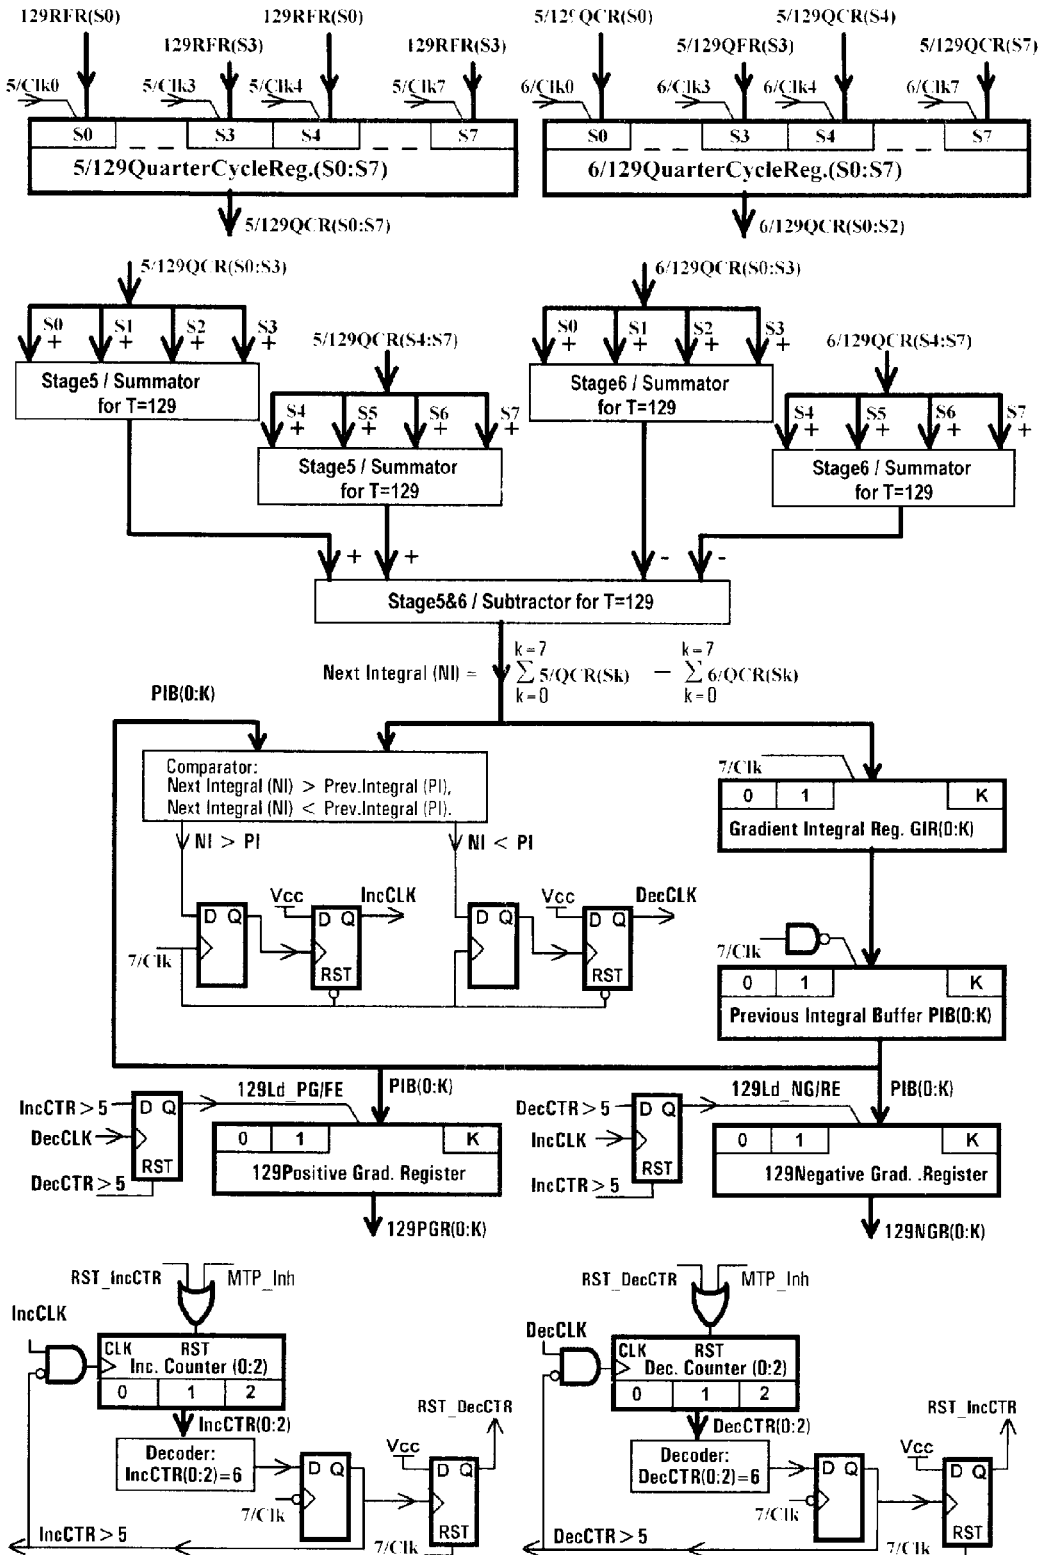 129RFR(S0)
129RFR(S0)
5/129QCR(S0)
5/129QCR(S4)
129RFR(S3)
129RFR(S3)
5/129QFR(S3)
5/129QCR(S7)
5/Clk0
5/Clk3
5/Clk4
5/Clk7
6/Clk0
6/Clk3
6/Clk4
6/Clk7
S0
S3
S4
S7
S0
S3
S4
S7
5/129QuarterCycleReg.(S0:S7)
6/129QuarterCycleReg.(S0:S7)
5/129QCR(S0:S7)
6/129QCR(S0:S2)
5/129QCR(S0:S3)
6/129QCR(S0:S3)
S0
+
S1
+
S2
+
S3
+
5/129QCR(S4:S7)
S0
+
S1
+
S2
+
S3
+
6/129QCR(S4:S7)
Stage5 / Summator
for T=129
Stage6 / Summator
for T=129
S4
+
S5
+
S6
+
S7
+
S4
+
S5
+
S6
+
S7
+
Stage5 / Summator
for T=129
Stage6 / Summator
for T=129
+
+
-
-
Stage5&6 / Subtractor for T=129
k=7
k=7
Next Integral (NI) = ∑ 5/QCR(Sk) — ∑ 6/QCR(Sk)
k=0
k=0
PIB(0:K)
Comparator:
Next Integral (NI) > Prev.Integral (PI),
Next Integral (NI) < Prev.Integral (PI).
7/Clk
0
1
K
Gradient Integral Reg. GIR(0:K)
NI > PI
NI < PI
Vcc
IncCLK
Vcc
DecCLK
D Q
D Q
D Q
D Q
7/Clk
RST
RST
7/Clk
0
1
K
Previous Integral Buffer PIB(0:K)
129Ld_PG/FE
PIB(0:K)
129Ld_NG/RE
PIB(0:K)
IncCTR>5
D Q
DecCLK
RST
DecCTR>5
0
1
K
129Positive Grad. Register
DecCTR>5
D Q
IncCLK
RST
IncCTR>5
0
1
K
129Negative Grad. .Register
129PGR(0:K)
129NGR(0:K)
RST_IncCTR
MTP_Inh
RST_DecCTR
MTP_Inh
IncCLK
DecCLK
CLK
RST
Inc. Counter (0:2)
0
1
2
CLK
RST
Dec. Counter (0:2)
0
1
2
IncCTR(0:2)
RST_DecCTR
DecCTR(0:2)
RST_IncCTR
Decoder:
IncCTR(0:2)=6
Decoder:
DecCTR(0:2)=6
Vcc
D Q
D Q
Vcc
D Q
D Q
7/Clk
7/Clk
RST
RST
IncCTR>5
7/Clk
DecCTR>5
7/Clk